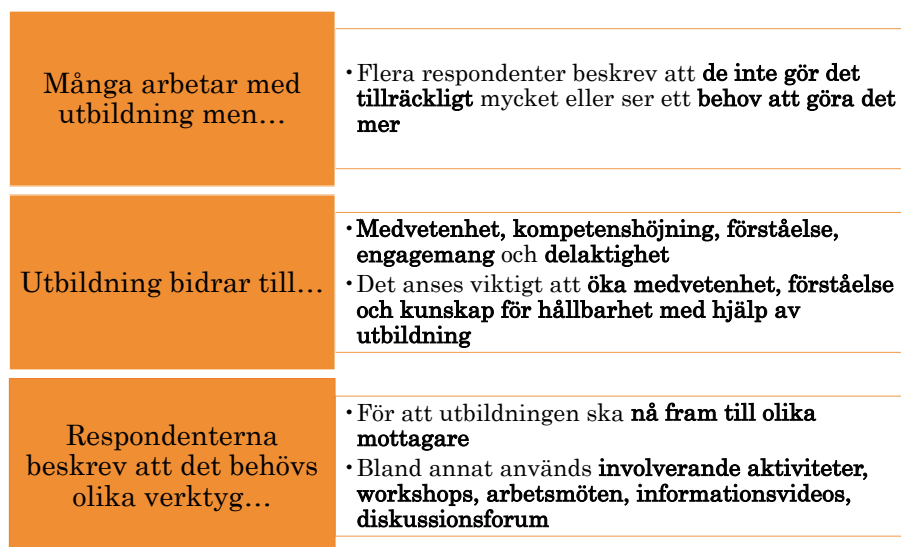 Många arbetar med
utbildning men…
•Flera respondenter beskrev att de inte gör det
tillräckligt mycket eller ser ett behov att göra det
mer
Utbildning bidrar till…
•Medvetenhet, kompetenshöjning, förståelse,
engagemang och delaktighet
•Det anses viktigt att öka medvetenhet, förståelse
och kunskap för hållbarhet med hjälp av
utbildning
Respondenterna
beskrev att det behövs
olika verktyg…
•För att utbildningen ska nå fram till olika
mottagare
•Bland annat används involverande aktiviteter,
workshops, arbetsmöten, informationsvideos,
diskussionsforum